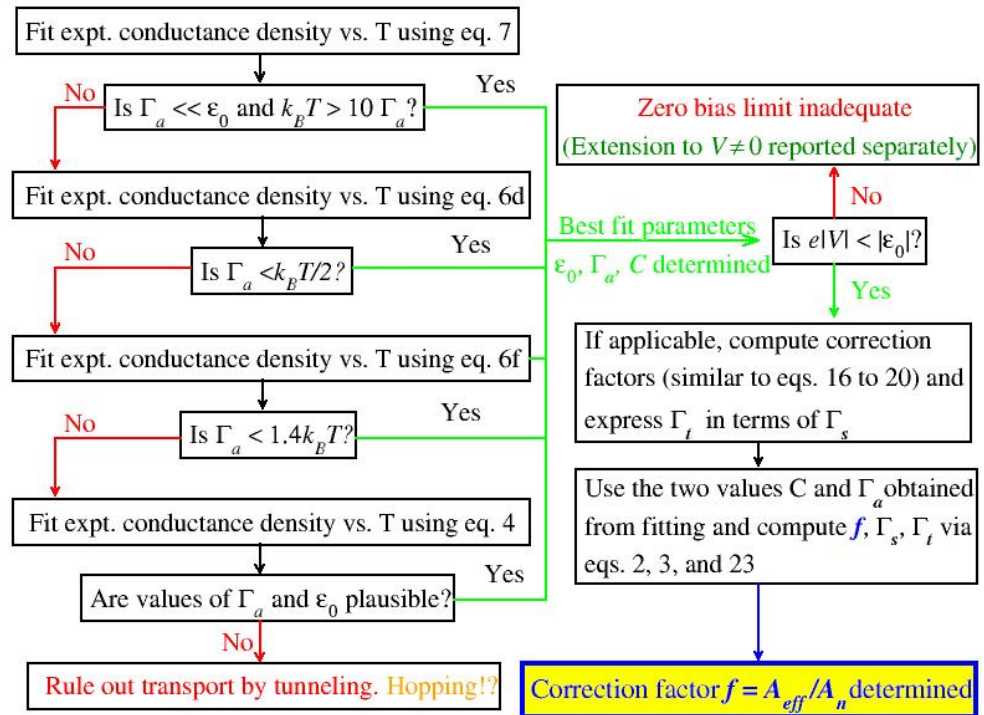 Fit expt. conductance density vs. T using eq. 7
No
Yes
Is Γₐ << ε₀ and k_BT > 10 Γₐ?
Fit expt. conductance density vs. T using eq. 6d
No
Yes
Is Γₐ <k_BT/2?
Fit expt. conductance density vs. T using eq. 6f
No
Yes
Is Γₐ < 1.4k_BT?
Fit expt. conductance density vs. T using eq. 4
Yes
Are values of Γₐ and ε₀ plausible?
No
Rule out transport by tunneling. Hopping!?
Best fit parameters
ε₀, Γₐ, C determined
Zero bias limit inadequate
(Extension to V≠0 reported separately)
No
Is e|V| < |ε₀|?
Yes
If applicable, compute correction
factors (similar to eqs. 16 to 20) and
express Γₜ in terms of Γₛ
Use the two values C and Γₐ obtained
from fitting and compute f, Γₛ, Γₜ via
eqs. 2, 3, and 23
Correction factor f = A_eff/A_n determined